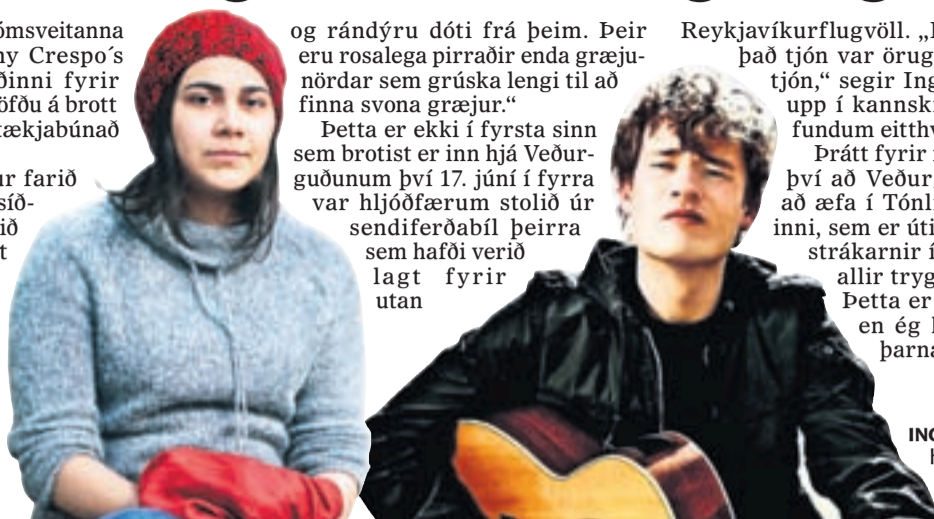 ómsveitanna
ny Crespo´s
ðinni fyrir
öfðu á brott
tækjabúnað
ur farið
síð-
ið
t
og rándýru dóti frá þeim. Þeir
eru rosalega pirraðir enda græju-
nördar sem grúska lengi til að
finna svona græjur.“
Þetta er ekki í fyrsta sinn
sem brotist er inn hjá Veður-
guðunum því 17. júní í fyrra
var hljóðfærum stolið úr
sendiferðabíl þeirra
sem hafði verið
lagt fyrir
utan
Reykjavíkurflugvöll. „
það tjón var örug
tjón,“ segir Ing
upp í kannski
fundum eitthv
Þrátt fyrir
því að Veðurg
að æfa í Tónli
inni, sem er úti
strákarnir í
allir tryg
Þetta er
en ég
þarna
ING
h